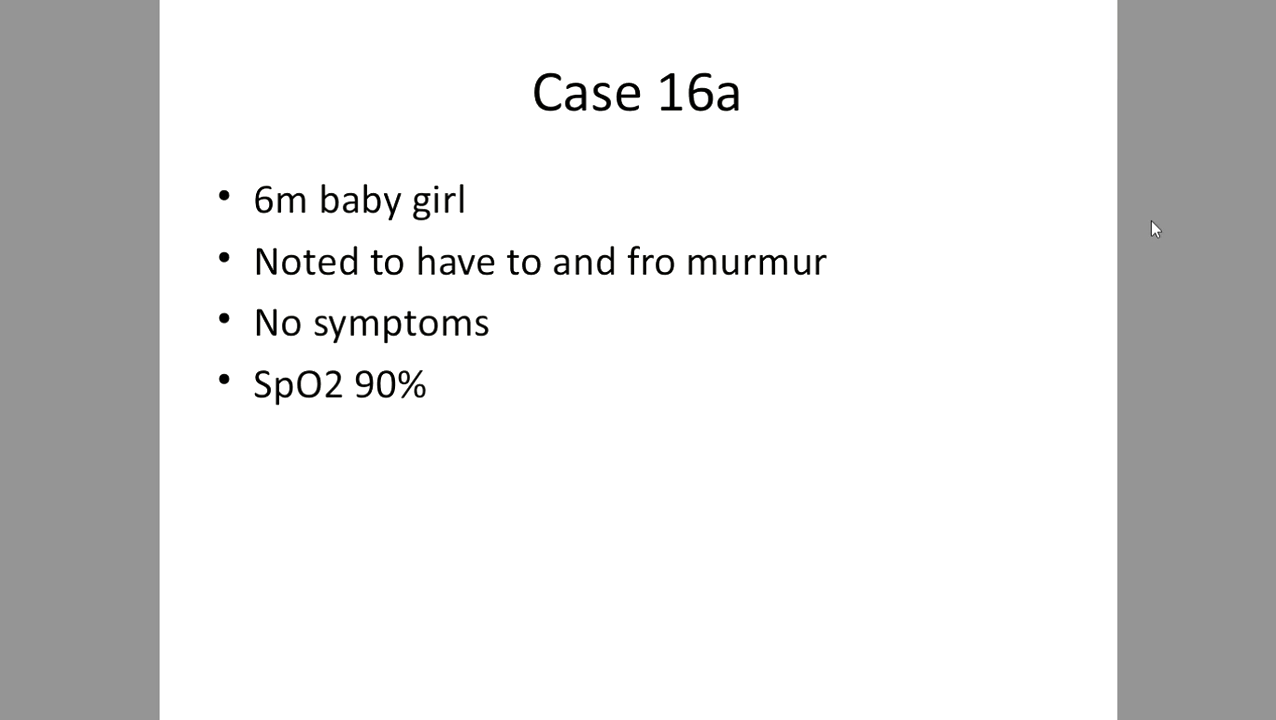 Case 16a
• 6m baby girl
• Noted to have to and fro murmur
• No symptoms
• SpO2 90%